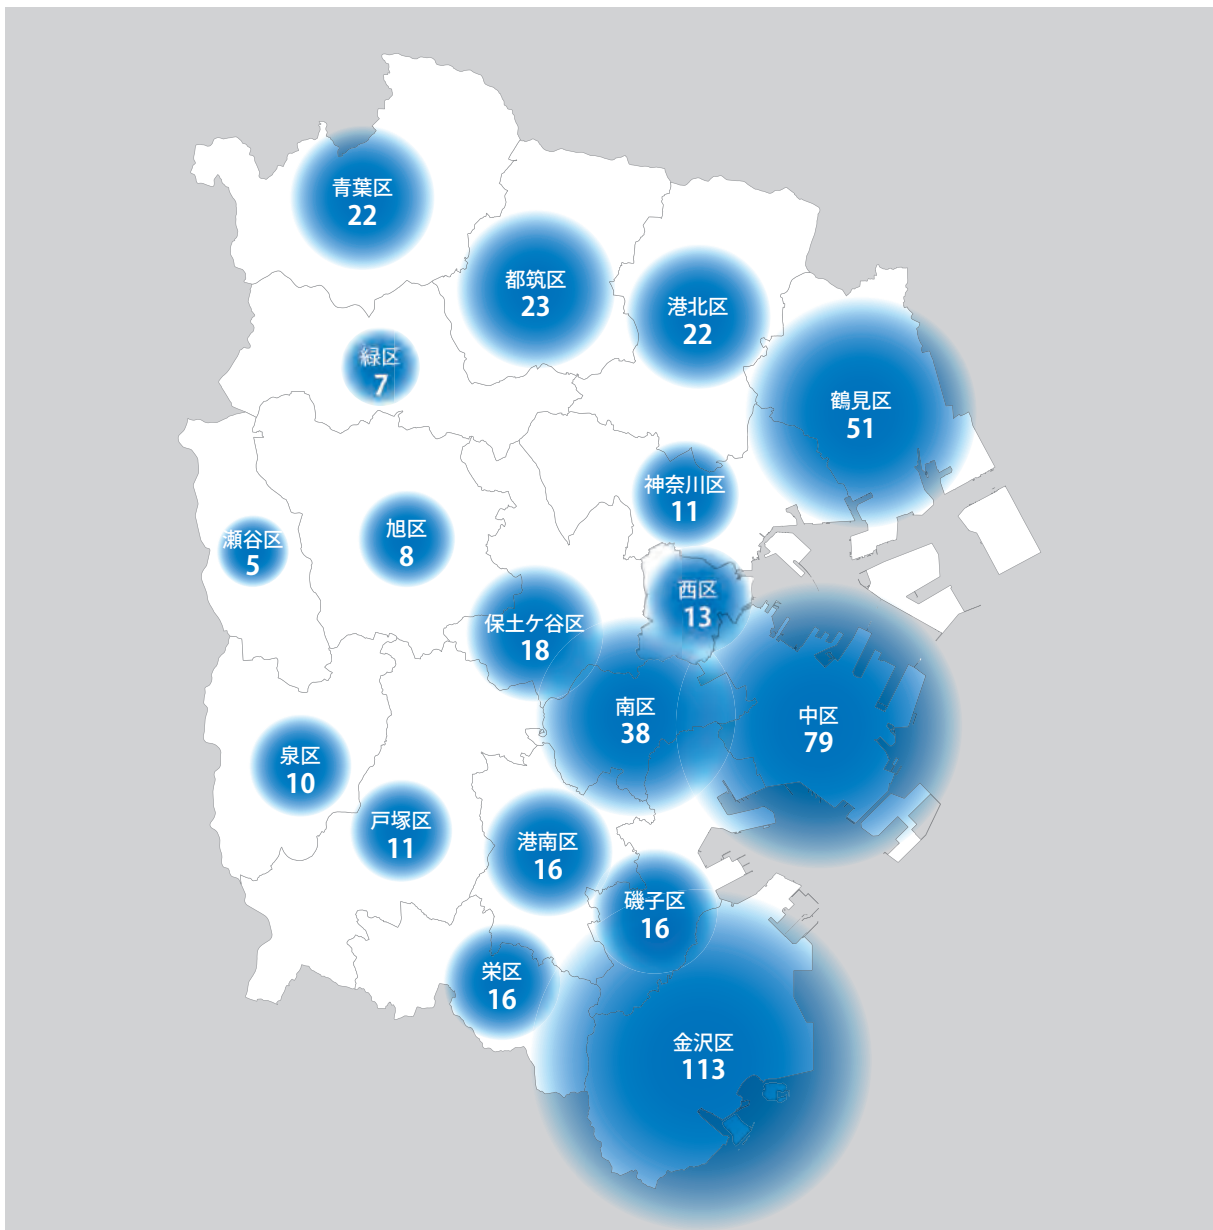 青葉区
22
都筑区
23
港北区
22
緑区
7
鶴見区
51
神奈川区
11
瀬谷区
5
旭区
8
西区
13
保土ケ谷区
18
南区
38
中区
79
泉区
10
戸塚区
11
港南区
16
磯子区
16
栄区
16
金沢区
113